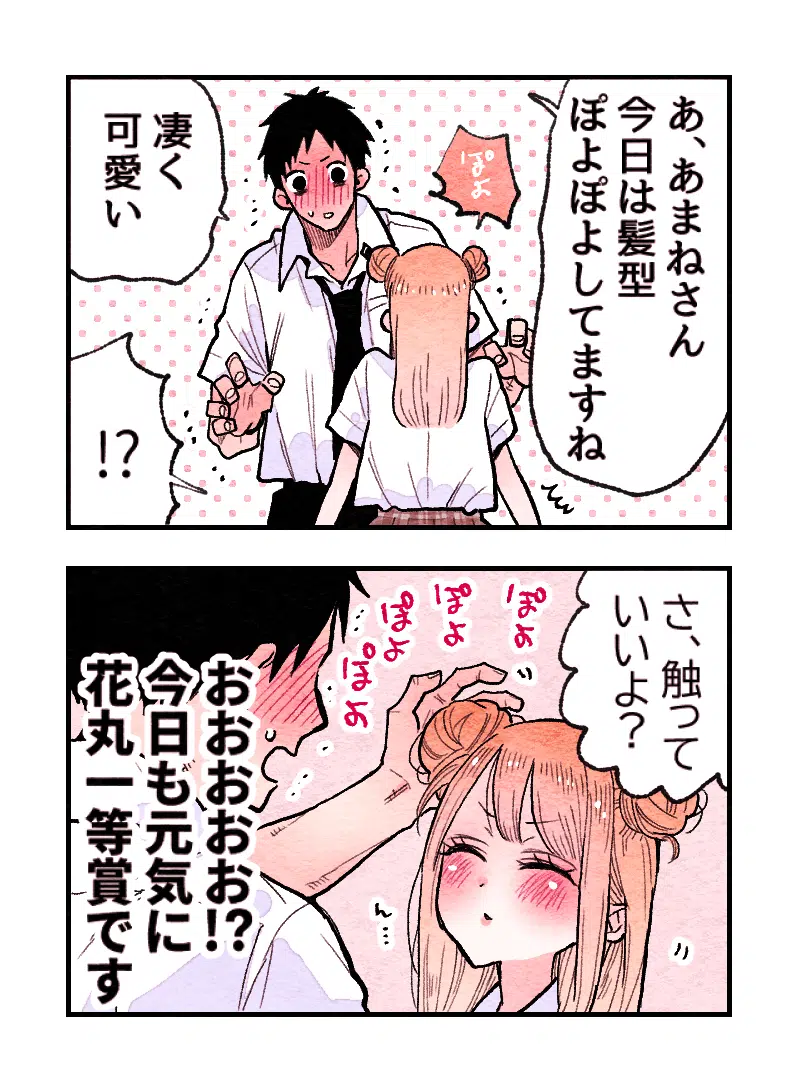 あ、あまねさん
今日は髪型
ぽよぽよしてますね
ぽよ
凄く
可愛い
!?
さ、触って
いいよ?
ぽよ
ぽよ
ぽよ
ぽよ
ん…
おおおおお!?
今日も元気に
花丸一等賞です